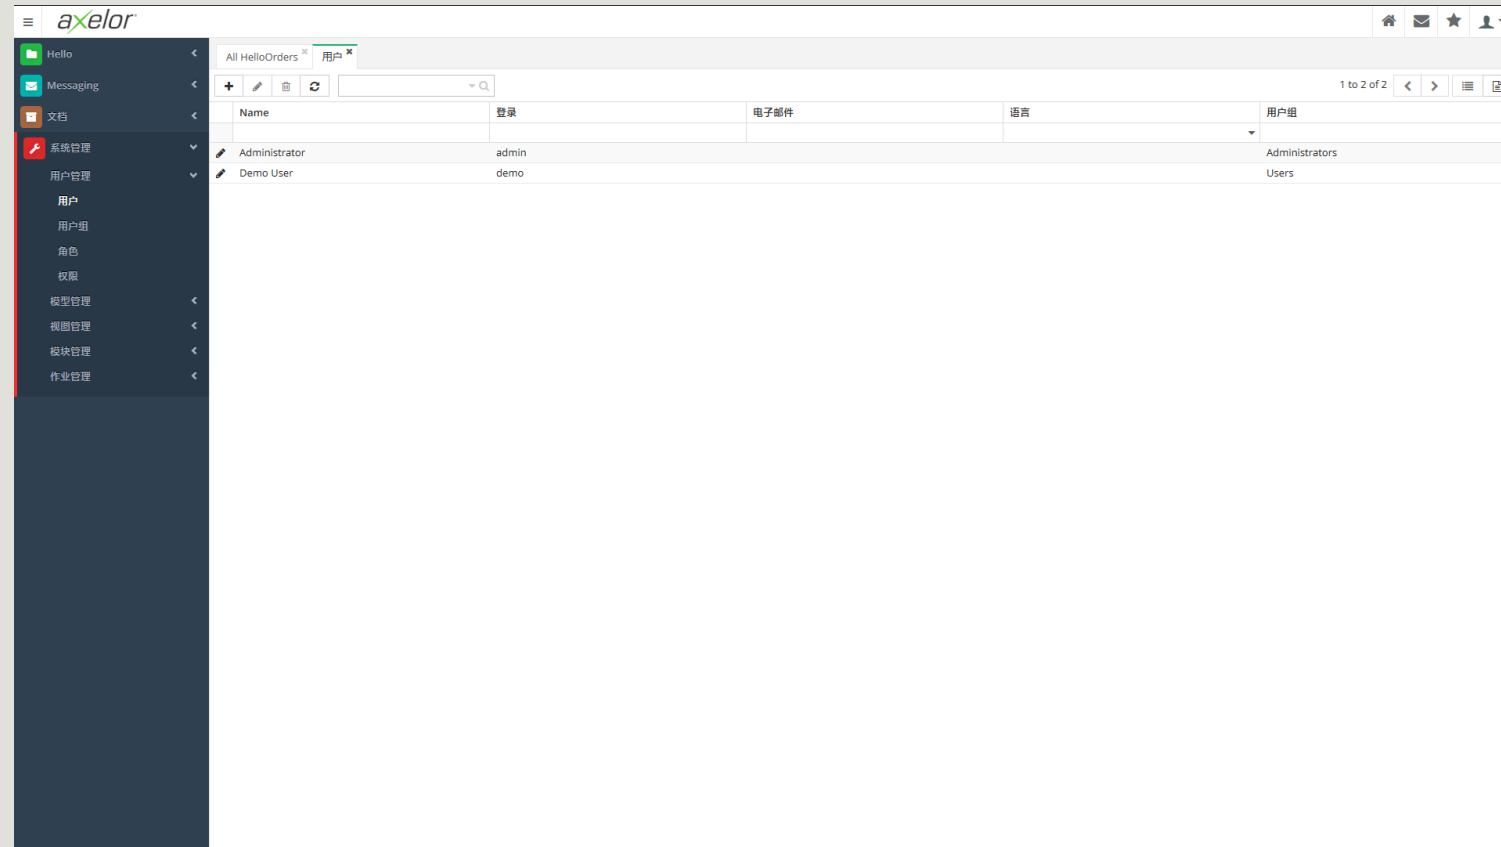 axelor
Hello
Messaging
文档
系统管理
用户管理
用户
用户组
角色
权限
模型管理
视图管理
模块管理
作业管理
All HelloOrders
用户
1 to 2 of 2
Name 登录 电子邮件 语言 用户组
Administrator admin Administrators
Demo User demo Users